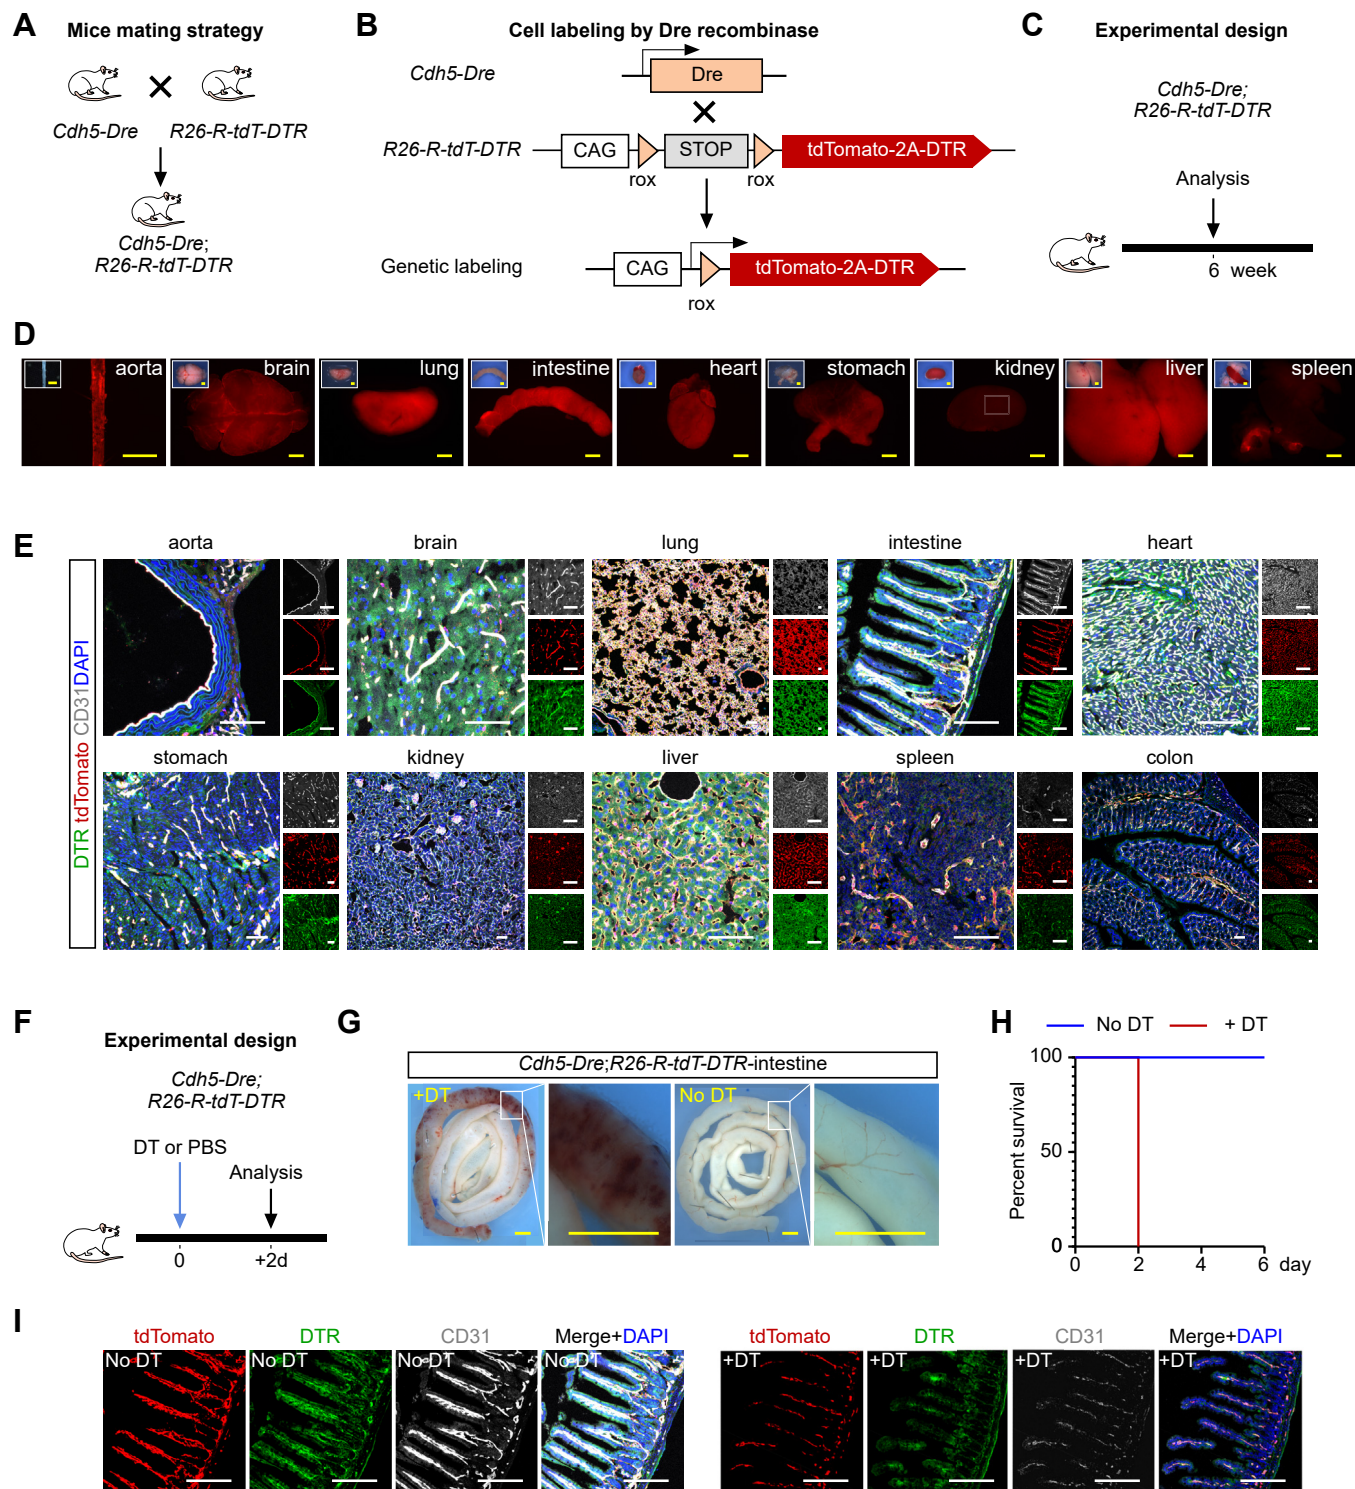 A
Mice mating strategy
Cdh5-Dre
R26-R-tdT-DTR
Cdh5-Dre;
R26-R-tdT-DTR
B
Cell labeling by Dre recombinase
Cdh5-Dre
Dre
R26-R-tdT-DTR
CAG
STOP
tdTomato-2A-DTR
rox
rox
Genetic labeling
CAG
tdTomato-2A-DTR
rox
C
Experimental design
Cdh5-Dre;
R26-R-tdT-DTR
Analysis
6 week
D
aorta
brain
lung
intestine
heart
stomach
kidney
liver
spleen
E
DTR tdTomato CD31DAPI
aorta
brain
lung
intestine
heart
stomach
kidney
liver
spleen
colon
F
Experimental design
Cdh5-Dre;
R26-R-tdT-DTR
DT or PBS
Analysis
0
+2d
G
Cdh5-Dre;R26-R-tdT-DTR-intestine
+DT
No DT
H
No DT
+ DT
Percent survival
100
50
0
0
2
4
6
day
I
tdTomato
DTR
CD31
Merge+DAPI
No DT
No DT
No DT
No DT
tdTomato
DTR
CD31
Merge+DAPI
+DT
+DT
+DT
+DT